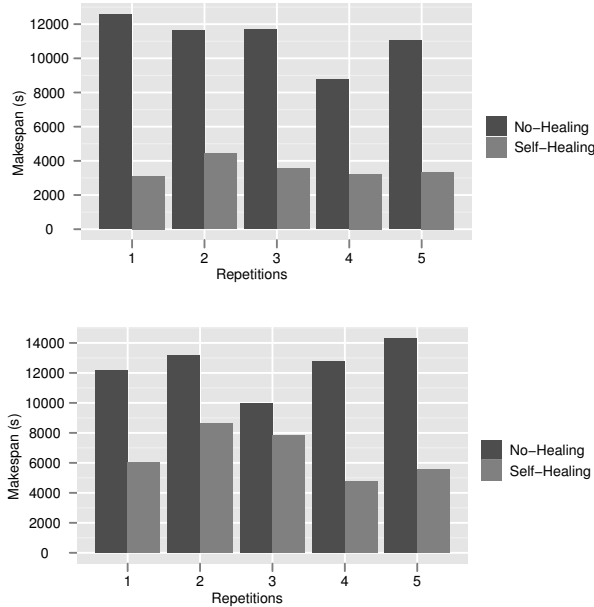 12000
10000
8000
6000
4000
2000
0
Makespan (s)
1 2 3 4 5
Repetitions
No−Healing
Self−Healing
14000
12000
10000
8000
6000
4000
2000
0
Makespan (s)
1 2 3 4 5
Repetitions
No−Healing
Self−Healing